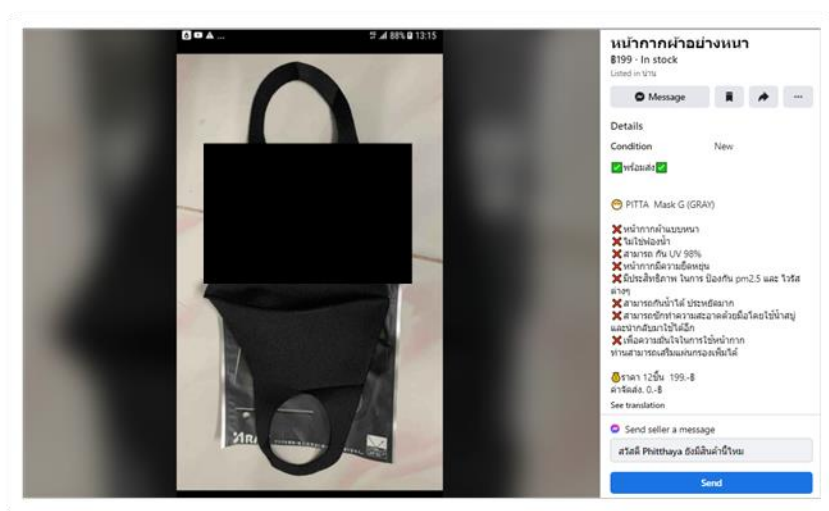 88% 13:15
หน้ากากผ้าอย่างหนา
฿199 · In stock
Listed in น่าน
Message
Details
Condition New
✅พร้อมส่ง✅
😷 PITTA Mask G (GRAY)
❌หน้ากากผ้าแบบหนา
❌ไม่ใช่ฟองน้ำ
❌สามารถ กัน UV 98%
❌หน้ากากมีความยืดหยุ่น
❌มีประสิทธิภาพ ในการ ป้องกัน pm2.5 และ ไวรัส
ต่างๆ
❌สามารถกันน้ำได้ ประหยัดมาก
❌สามารถซักทำความสะอาดด้วยมือโดยใช้น้ำสบู่
และนำกลับมาใช้ได้อีก
❌เพื่อความมั่นใจในการใช้หน้ากาก
ท่านสามารถเสริมแผ่นกรองเพิ่มได้
💰ราคา 12ชิ้น 199.-฿
ค่าจัดส่ง. 0.-฿
See translation
Send seller a message
สวัสดี Phitthaya ยังมีสินค้านี้ไหม
Send